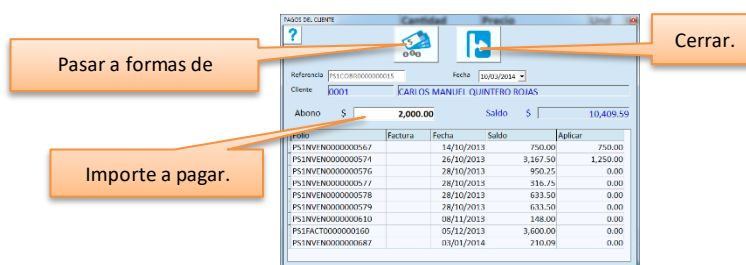 PAGOS DEL CLIENTE Cantidad Precio Und
?
Cerrar.
Pasar a formas de
Referencia PS1COBR0000000015 Fecha 10/03/2014
Cliente 0001 CARLOS MANUEL QUINTERO ROJAS
Abono $ 2,000.00 Saldo $ 10,409.59
Importe a pagar.
Folio Factura Fecha Saldo Aplicar
PS1NVEN0000000567 14/10/2013 750.00 750.00
PS1NVEN0000000574 26/10/2013 3,167.50 1,250.00
PS1NVEN0000000576 28/10/2013 950.25 0.00
PS1NVEN0000000577 28/10/2013 316.75 0.00
PS1NVEN0000000578 28/10/2013 633.50 0.00
PS1NVEN0000000579 28/10/2013 633.50 0.00
PS1NVEN0000000610 08/11/2013 148.00 0.00
PS1FACT0000000160 05/12/2013 3,600.00 0.00
PS1NVEN0000000687 03/01/2014 210.09 0.00